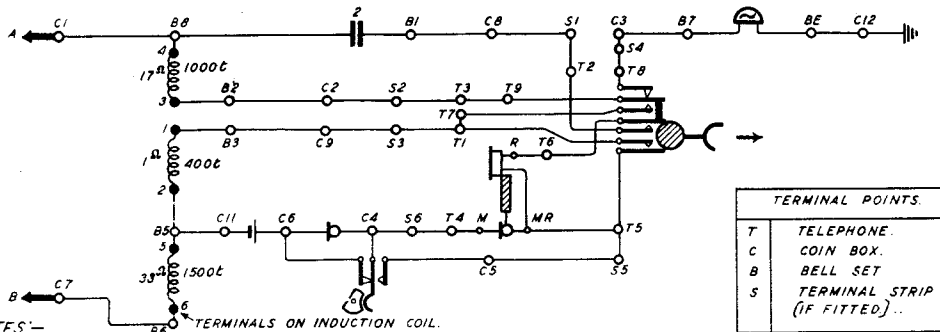 A C1 B8 2 B1 C8 S1 C3 B7 BE C12
4 S4
17Ω 1000t T2 T8
3 B2 C2 S2 T3 T9
T7
1 B3 C9 S3 T1
1Ω 400t R T6
2
B5 C11 C6 C4 S6 T4 M MR T5
5
33Ω 1500t C5 S5
B C7 6
B6 TERMINALS ON INDUCTION COIL.
TES:—
TERMINAL POINTS.
T TELEPHONE.
C COIN BOX.
B BELL SET
S TERMINAL STRIP
(IF FITTED)..